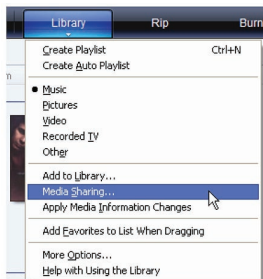 Library Rip Burn
Create Playlist Ctrl+N
Create Auto Playlist
Music
Pictures
Video
Recorded TV
Other
Add to Library...
Media Sharing...
Apply Media Information Changes
Add Favorites to List When Dragging
More Options...
Help with Using the Library